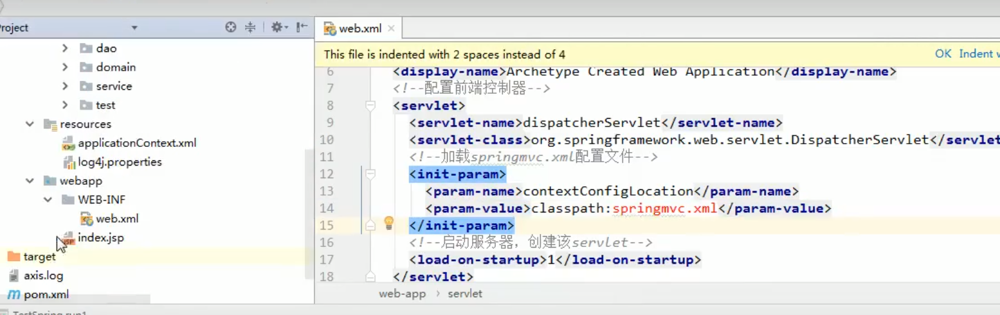 Project
dao
domain
service
test
resources
applicationContext.xml
log4j.properties
webapp
WEB-INF
web.xml
index.jsp
target
axis.log
pom.xml
TestSpring.run1
web.xml
This file is indented with 2 spaces instead of 4
OK Indent
6 <display-name>Archetype Created Web Application</display-name>
7 <!--配置前端控制器-->
8 <servlet>
9 <servlet-name>dispatcherServlet</servlet-name>
10 <servlet-class>org.springframework.web.servlet.DispatcherServlet</servlet
11 <!--加载springmvc.xml配置文件-->
12 <init-param>
13 <param-name>contextConfigLocation</param-name>
14 <param-value>classpath:springmvc.xml</param-value>
15 </init-param>
16 <!--启动服务器，创建该servlet-->
17 <load-on-startup>1</load-on-startup>
18 </servlet>
web-app › servlet